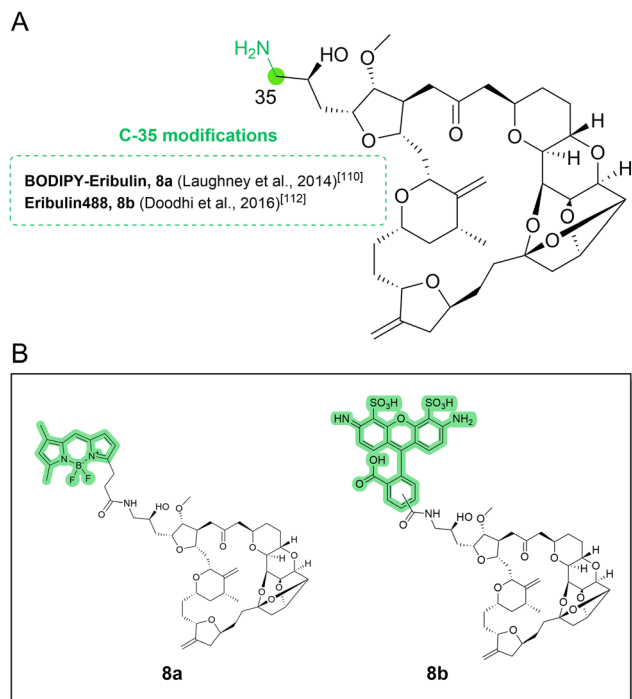 A
H₂N
HO
O
35
O
O
O
H
H
O
H
O
O
O
O
O
C-35 modifications
BODIPY-Eribulin, 8a (Laughney et al., 2014)[110]
Eribulin488, 8b (Doodhi et al., 2016)[112]
B
N N⁺
B⁻
F F
O NH HO O
O O O H
H O
O O H
O O O
O
8a
SO₃H SO₃H
HN O NH₂
OH
O
O NH HO O
O O O H
H O
O O H
O O O
O
8b